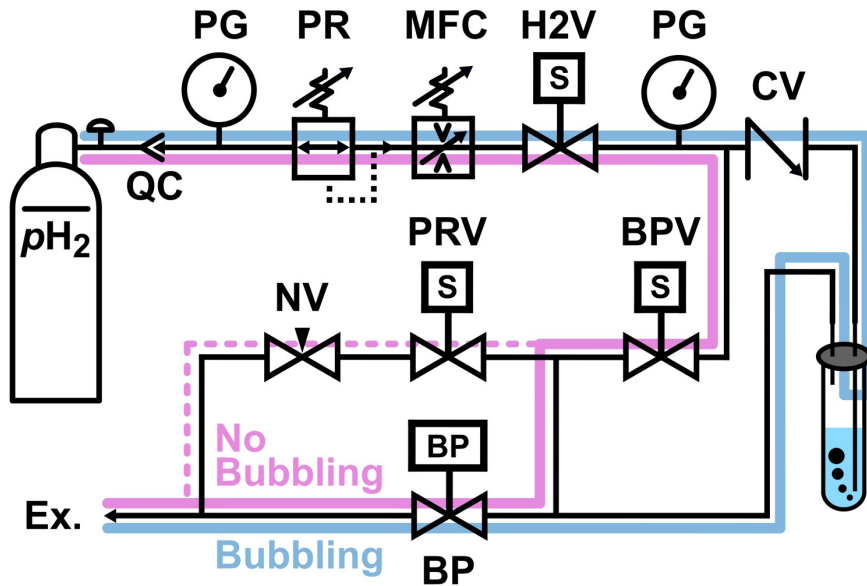 PG PR MFC H2V PG
S
CV
QC
pH₂
PRV BPV
S S
NV
No
Bubbling
BP
Ex.
Bubbling
BP